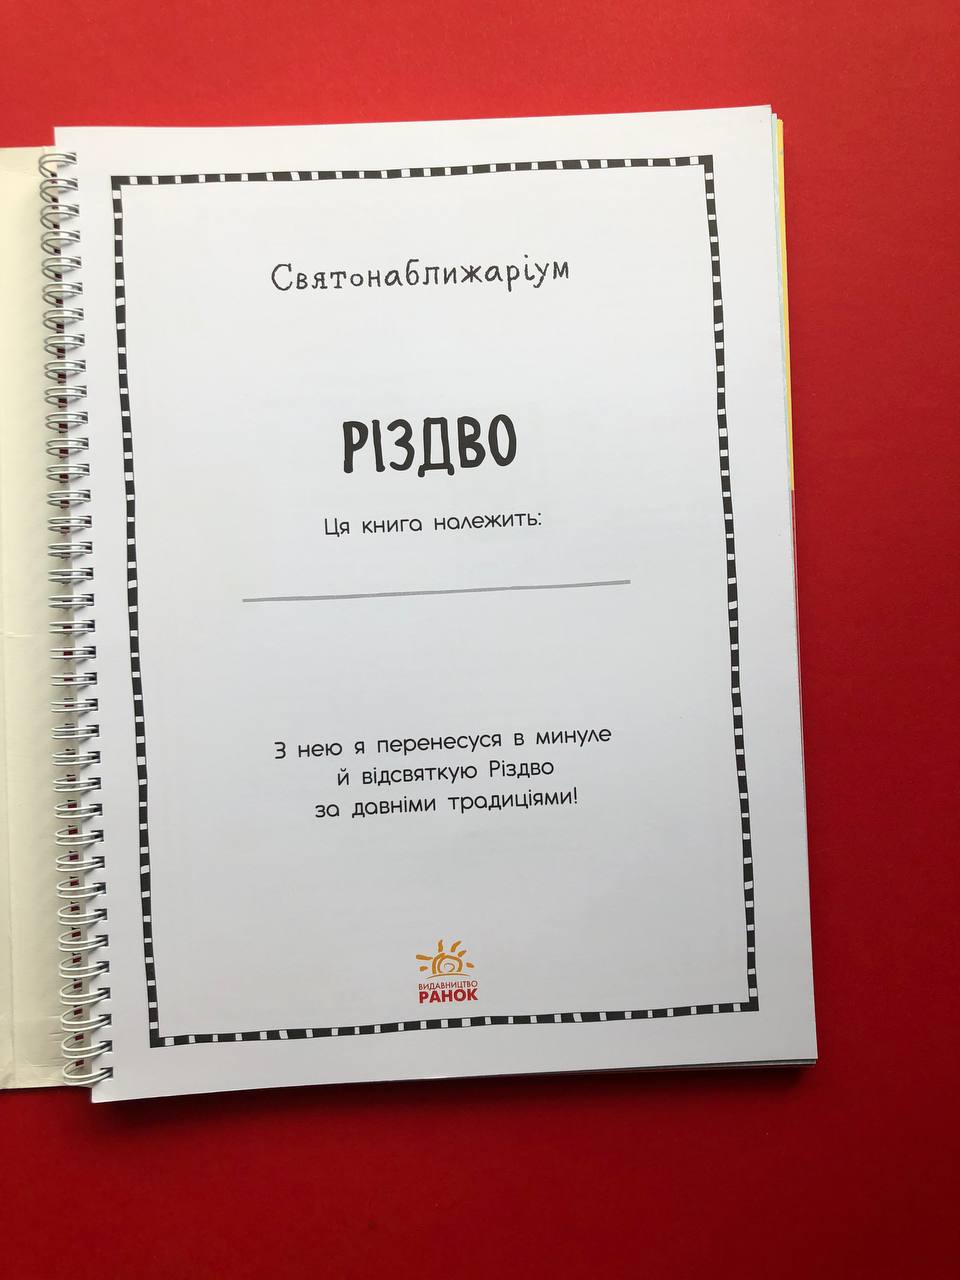 Святонаближаріум
РІЗДВО
Ця книга належить:
З нею я перенесуся в минуле
й відсвяткую Різдво
за давніми традиціями!
ВИДАВНИЦТВО
РАНОК